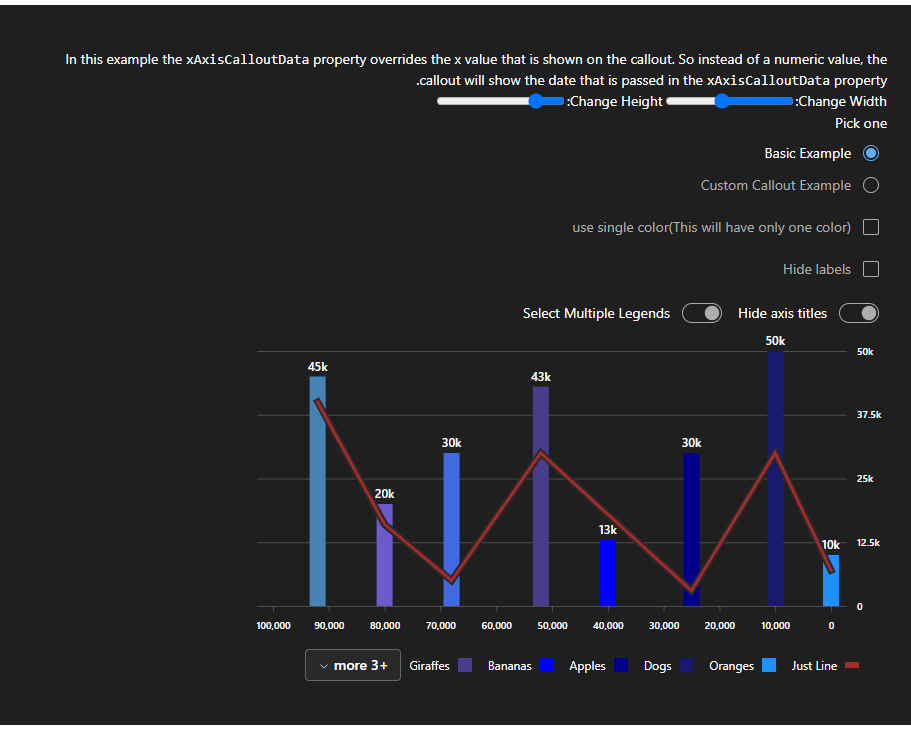 In this example the xAxisCalloutData property overrides the x value that is shown on the callout. So instead of a numeric value, the
.callout will show the date that is passed in the xAxisCalloutData property
:Change Width
:Change Height
Pick one
Basic Example
Custom Callout Example
use single color(This will have only one color)
Hide labels
Hide axis titles
Select Multiple Legends
50k
37.5k
25k
12.5k
0
45k
20k
30k
43k
13k
30k
50k
10k
100,000 90,000 80,000 70,000 60,000 50,000 40,000 30,000 20,000 10,000 0
Just Line
Oranges
Dogs
Apples
Bananas
Giraffes
more 3+